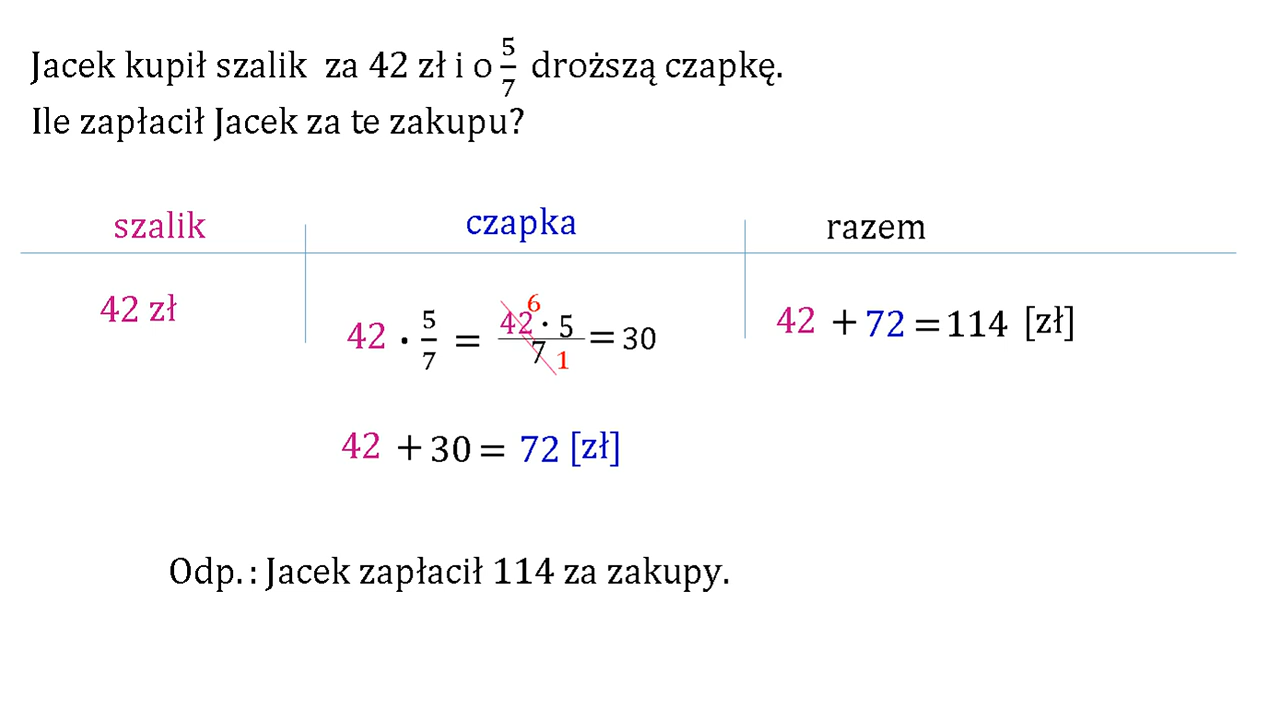 Jacek kupił szalik za 42 zł i o 5/7 droższą czapkę.
Ile zapłacił Jacek za te zakupu?
szalik czapka razem
42 zł 42 · 5/7 = 42 · 5 / 7 = 30 42 + 72 = 114 [zł]
6
1
42 + 30 = 72 [zł]
Odp.: Jacek zapłacił 114 za zakupy.